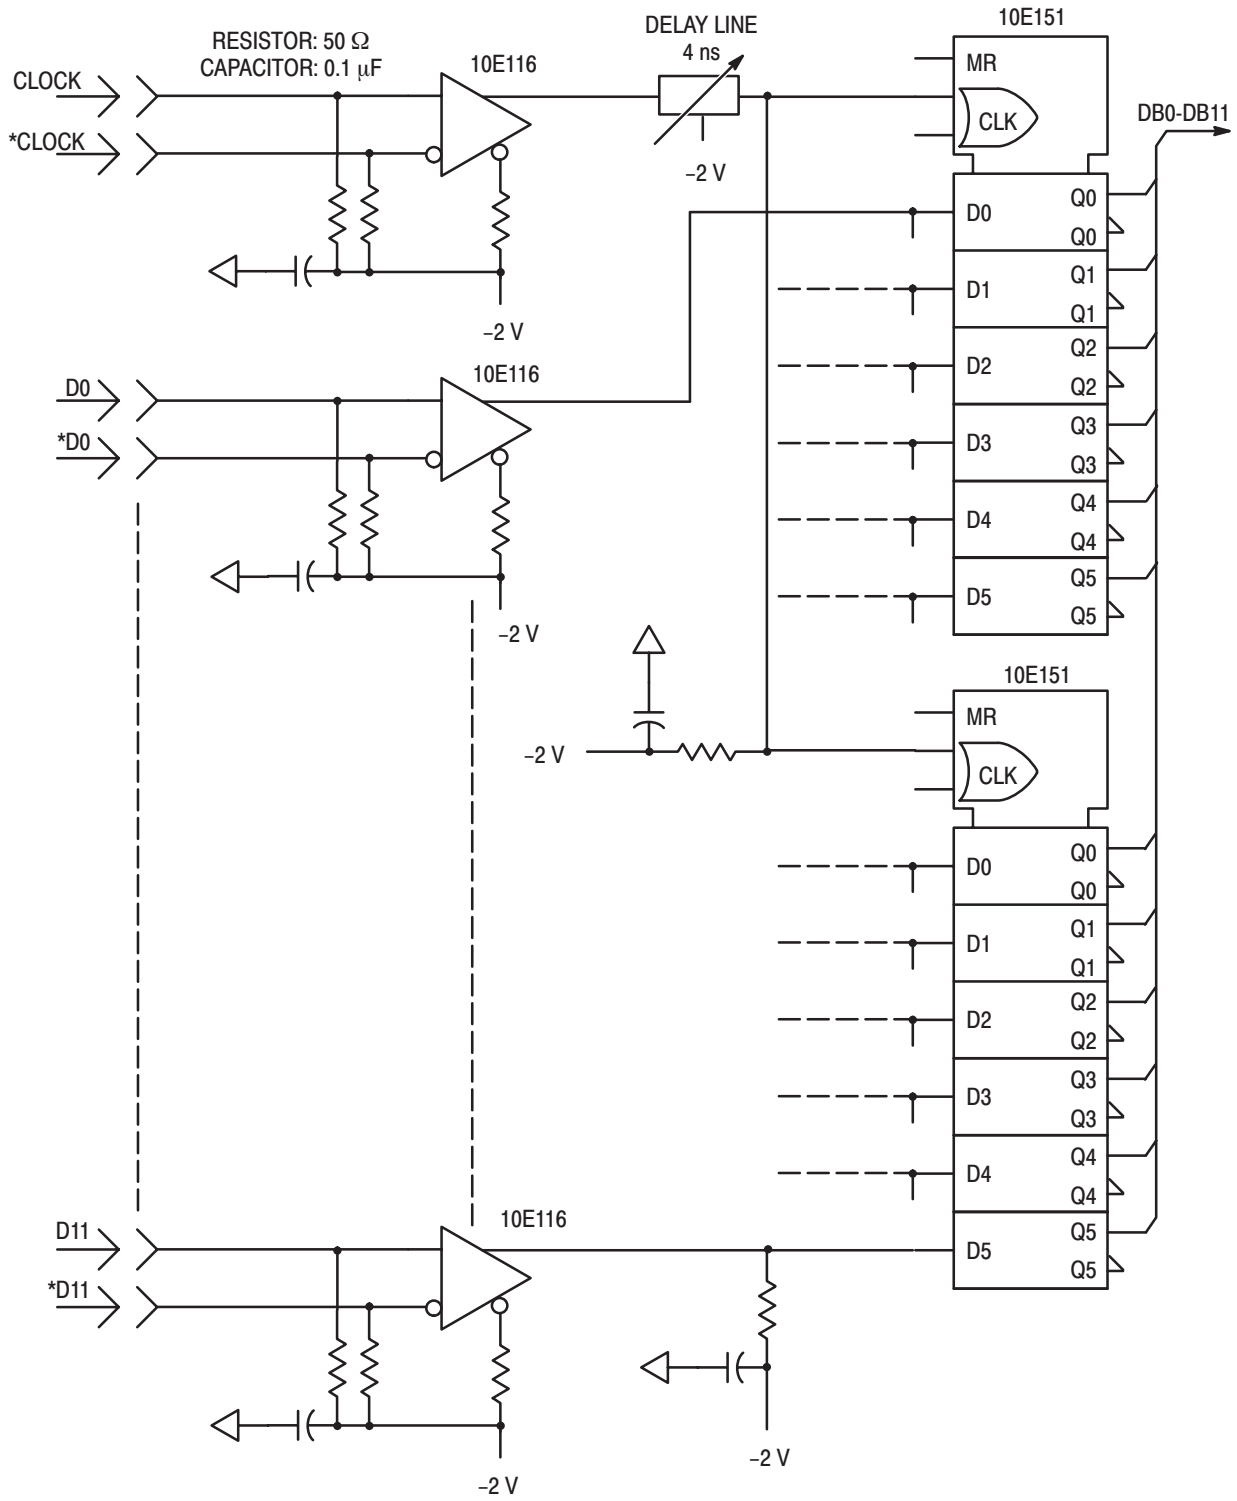 RESISTOR: 50 Ω
CAPACITOR: 0.1 μF
CLOCK
*CLOCK
10E116
–2 V
DELAY LINE
4 ns
–2 V
10E151
MR
CLK
DB0-DB11
D0
Q0
Q0
D1
Q1
Q1
D2
Q2
Q2
D3
Q3
Q3
D4
Q4
Q4
D5
Q5
Q5
D0
*D0
10E116
–2 V
–2 V
10E151
MR
CLK
D0
Q0
Q0
D1
Q1
Q1
D2
Q2
Q2
D3
Q3
Q3
D4
Q4
Q4
D5
Q5
Q5
D11
*D11
10E116
–2 V
–2 V